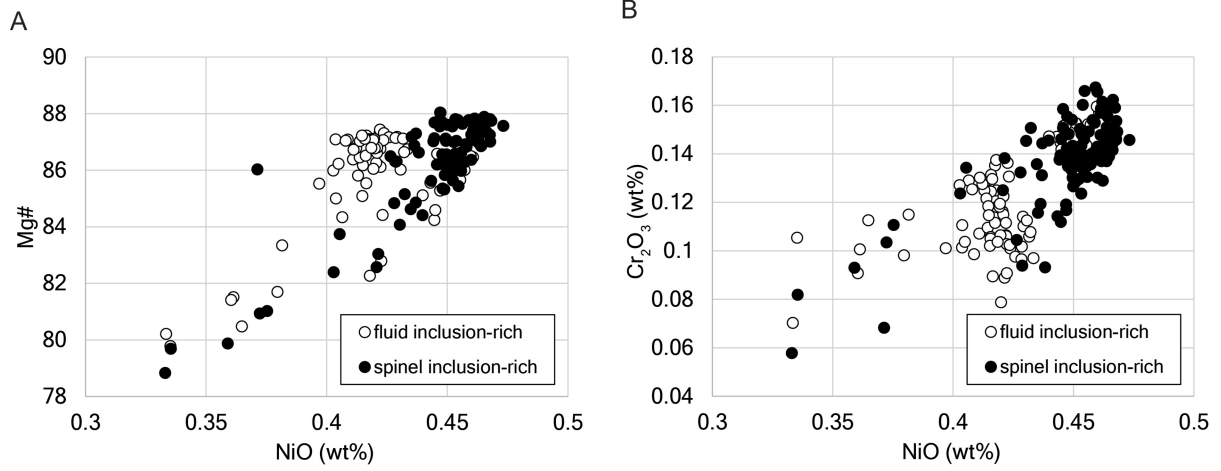 A
90
88
86
84
82
80
78
Mg#
0.3 0.35 0.4 0.45 0.5
NiO (wt%)
fluid inclusion-rich
spinel inclusion-rich
B
0.18
0.16
0.14
0.12
0.1
0.08
0.06
0.04
Cr₂O₃ (wt%)
0.3 0.35 0.4 0.45 0.5
NiO (wt%)
fluid inclusion-rich
spinel inclusion-rich